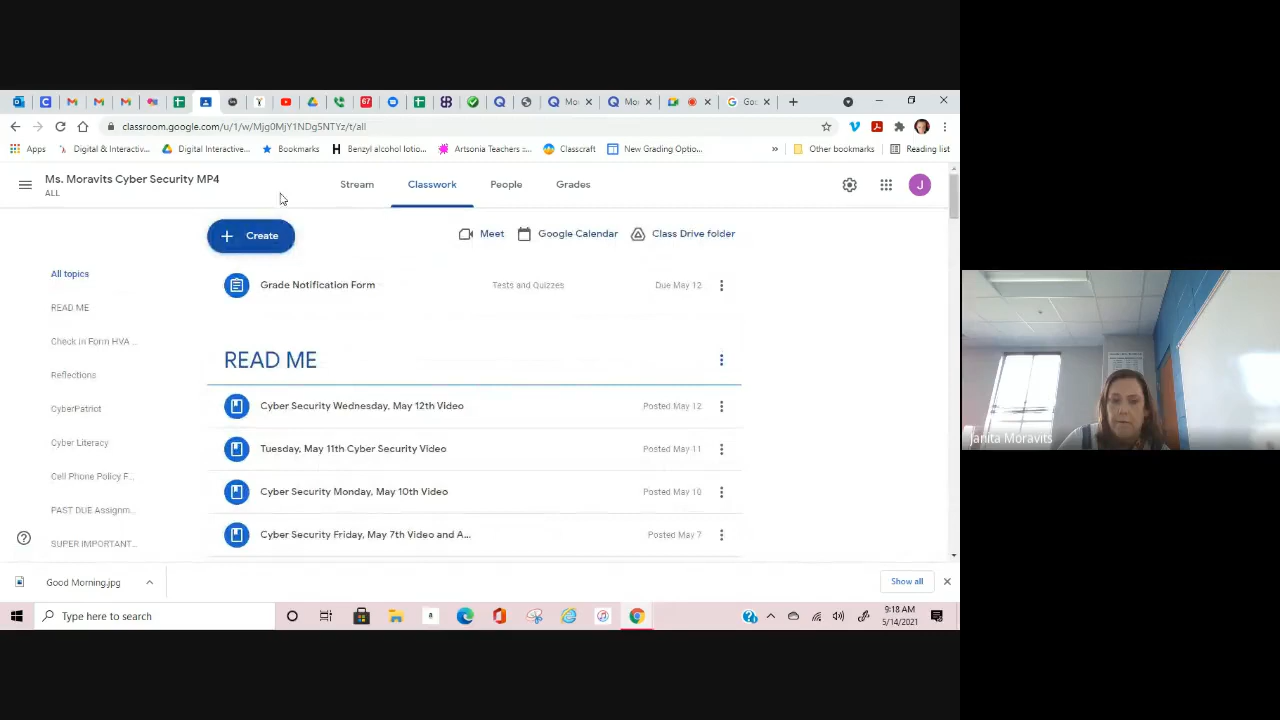 67
Mo
Mo
Go
classroom.google.com/u/1/w/Mjg0MjY1NDg5NTYz/t/all
Apps
Digital & Interactiv...
Digital Interactive...
Bookmarks
Benzyl alcohol lotio...
Artsonia Teachers:...
Classcraft
New Grading Optio...
»
Other bookmarks
Reading list
Ms. Moravits Cyber Security MP4
ALL
Stream
Classwork
People
Grades
J
+ Create
Meet
Google Calendar
Class Drive folder
All topics
READ ME
Check in Form HVA ...
Reflections
CyberPatriot
Cyber Literacy
Cell Phone Policy F...
PAST DUE Assignm...
SUPER IMPORTANT...
Grade Notification Form Tests and Quizzes Due May 12
READ ME
Cyber Security Wednesday, May 12th Video Posted May 12
Tuesday, May 11th Cyber Security Video Posted May 11
Cyber Security Monday, May 10th Video Posted May 10
Cyber Security Friday, May 7th Video and A... Posted May 7
Janita Moravits
Good Morning.jpg
Show all
Type here to search
9:18 AM
5/14/2021